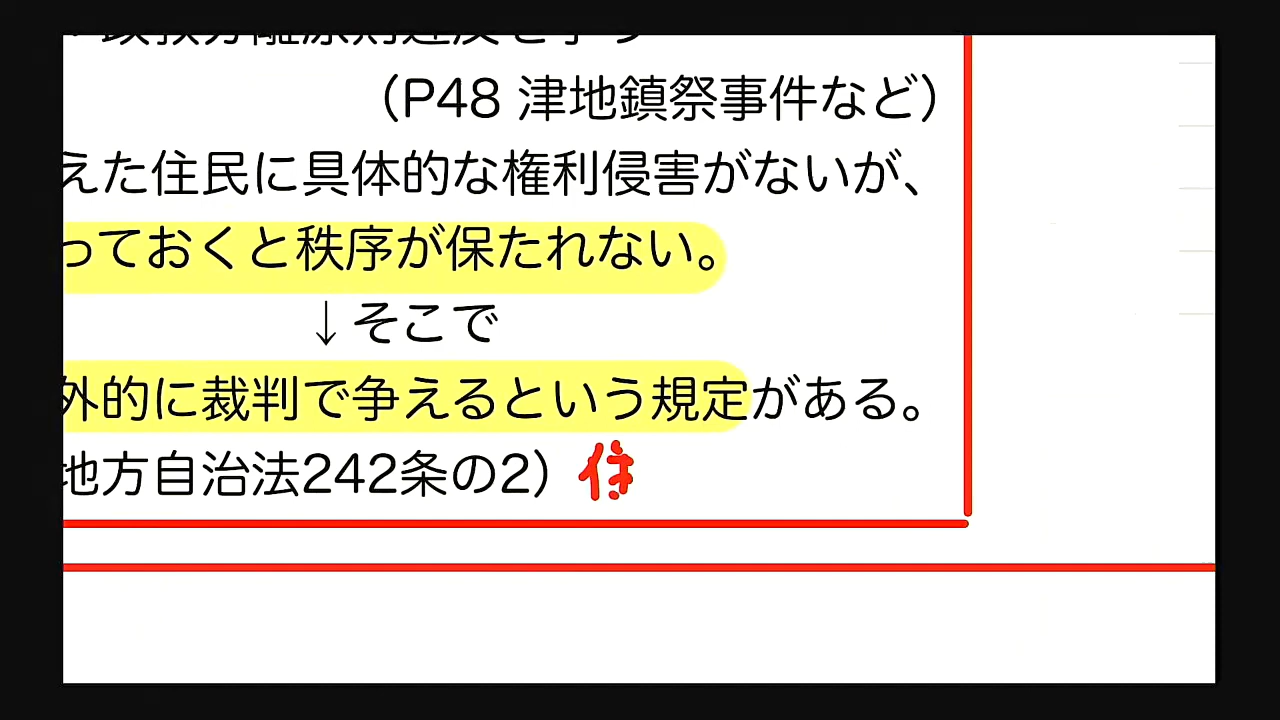 (P48 津地鎮祭事件など)
えた住民に具体的な権利侵害がないが、
っておくと秩序が保たれない。
↓そこで
外的に裁判で争えるという規定がある。
地方自治法242条の2) 住